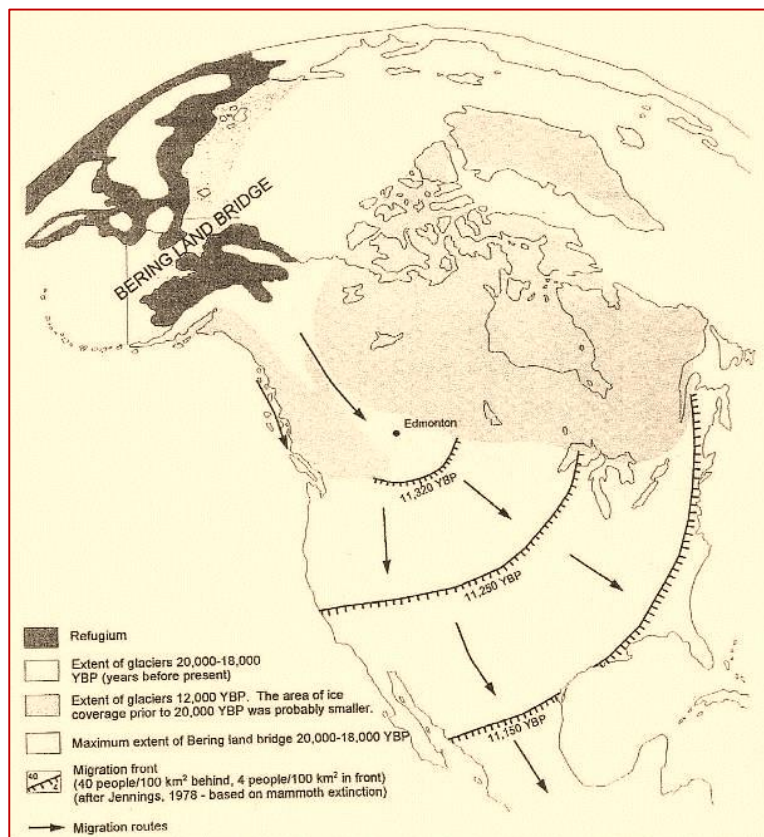 BERING LAND BRIDGE
Edmonton
11,320 YBP
11,250 YBP
11,150 YBP
Refugium
Extent of glaciers 20,000-18,000
YBP (years before present)
Extent of glaciers 12,000 YBP. The area of ice
coverage prior to 20,000 YBP was probably smaller.
Maximum extent of Bering land bridge 20,000-18,000 YBP
40
Migration front
(40 people/100 km² behind, 4 people/100 km² in front)
(after Jennings, 1978 - based on mammoth extinction)
Migration routes